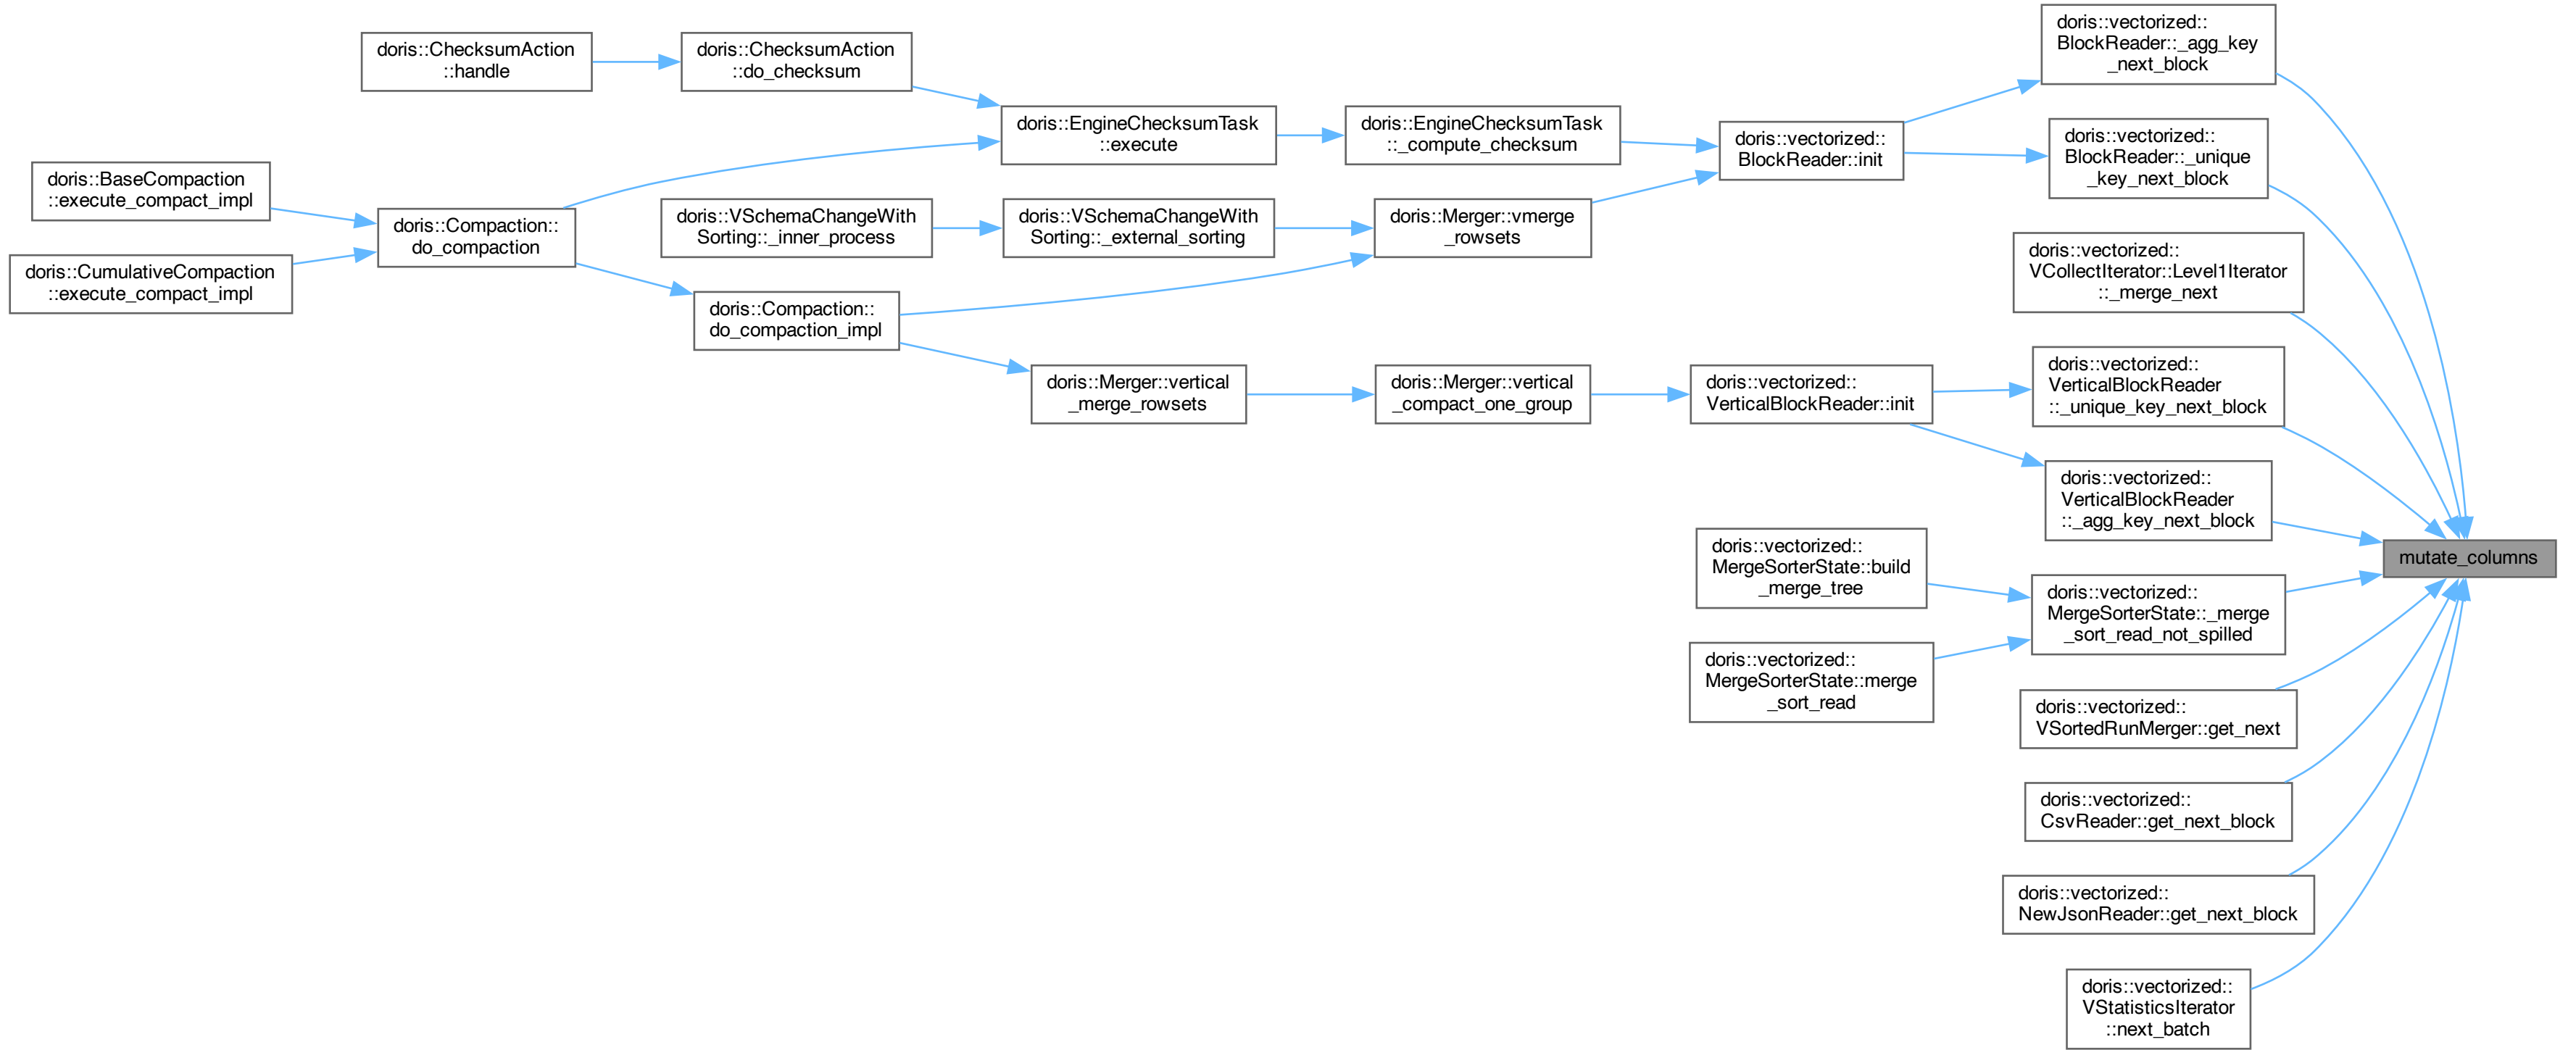 doris::ChecksumAction
::handle
doris::BaseCompaction
::execute_compact_impl
doris::CumulativeCompaction
::execute_compact_impl
doris::Compaction::
do_compaction
doris::ChecksumAction
::do_checksum
doris::VSchemaChangeWith
Sorting::_inner_process
doris::Compaction::
do_compaction_impl
doris::EngineChecksumTask
::execute
doris::VSchemaChangeWith
Sorting::_external_sorting
doris::Merger::vertical
_merge_rowsets
doris::EngineChecksumTask
::_compute_checksum
doris::Merger::vmerge
_rowsets
doris::Merger::vertical
_compact_one_group
doris::vectorized::
BlockReader::init
doris::vectorized::
VerticalBlockReader::init
doris::vectorized::
MergeSorterState::build
_merge_tree
doris::vectorized::
MergeSorterState::merge
_sort_read
doris::vectorized::
BlockReader::_agg_key
_next_block
doris::vectorized::
BlockReader::_unique
_key_next_block
doris::vectorized::
VCollectIterator::Level1Iterator
::_merge_next
doris::vectorized::
VerticalBlockReader
::_unique_key_next_block
doris::vectorized::
VerticalBlockReader
::_agg_key_next_block
doris::vectorized::
MergeSorterState::_merge
_sort_read_not_spilled
doris::vectorized::
VSortedRunMerger::get_next
doris::vectorized::
CsvReader::get_next_block
doris::vectorized::
NewJsonReader::get_next_block
doris::vectorized::
VStatisticsIterator
::next_batch
mutate_columns